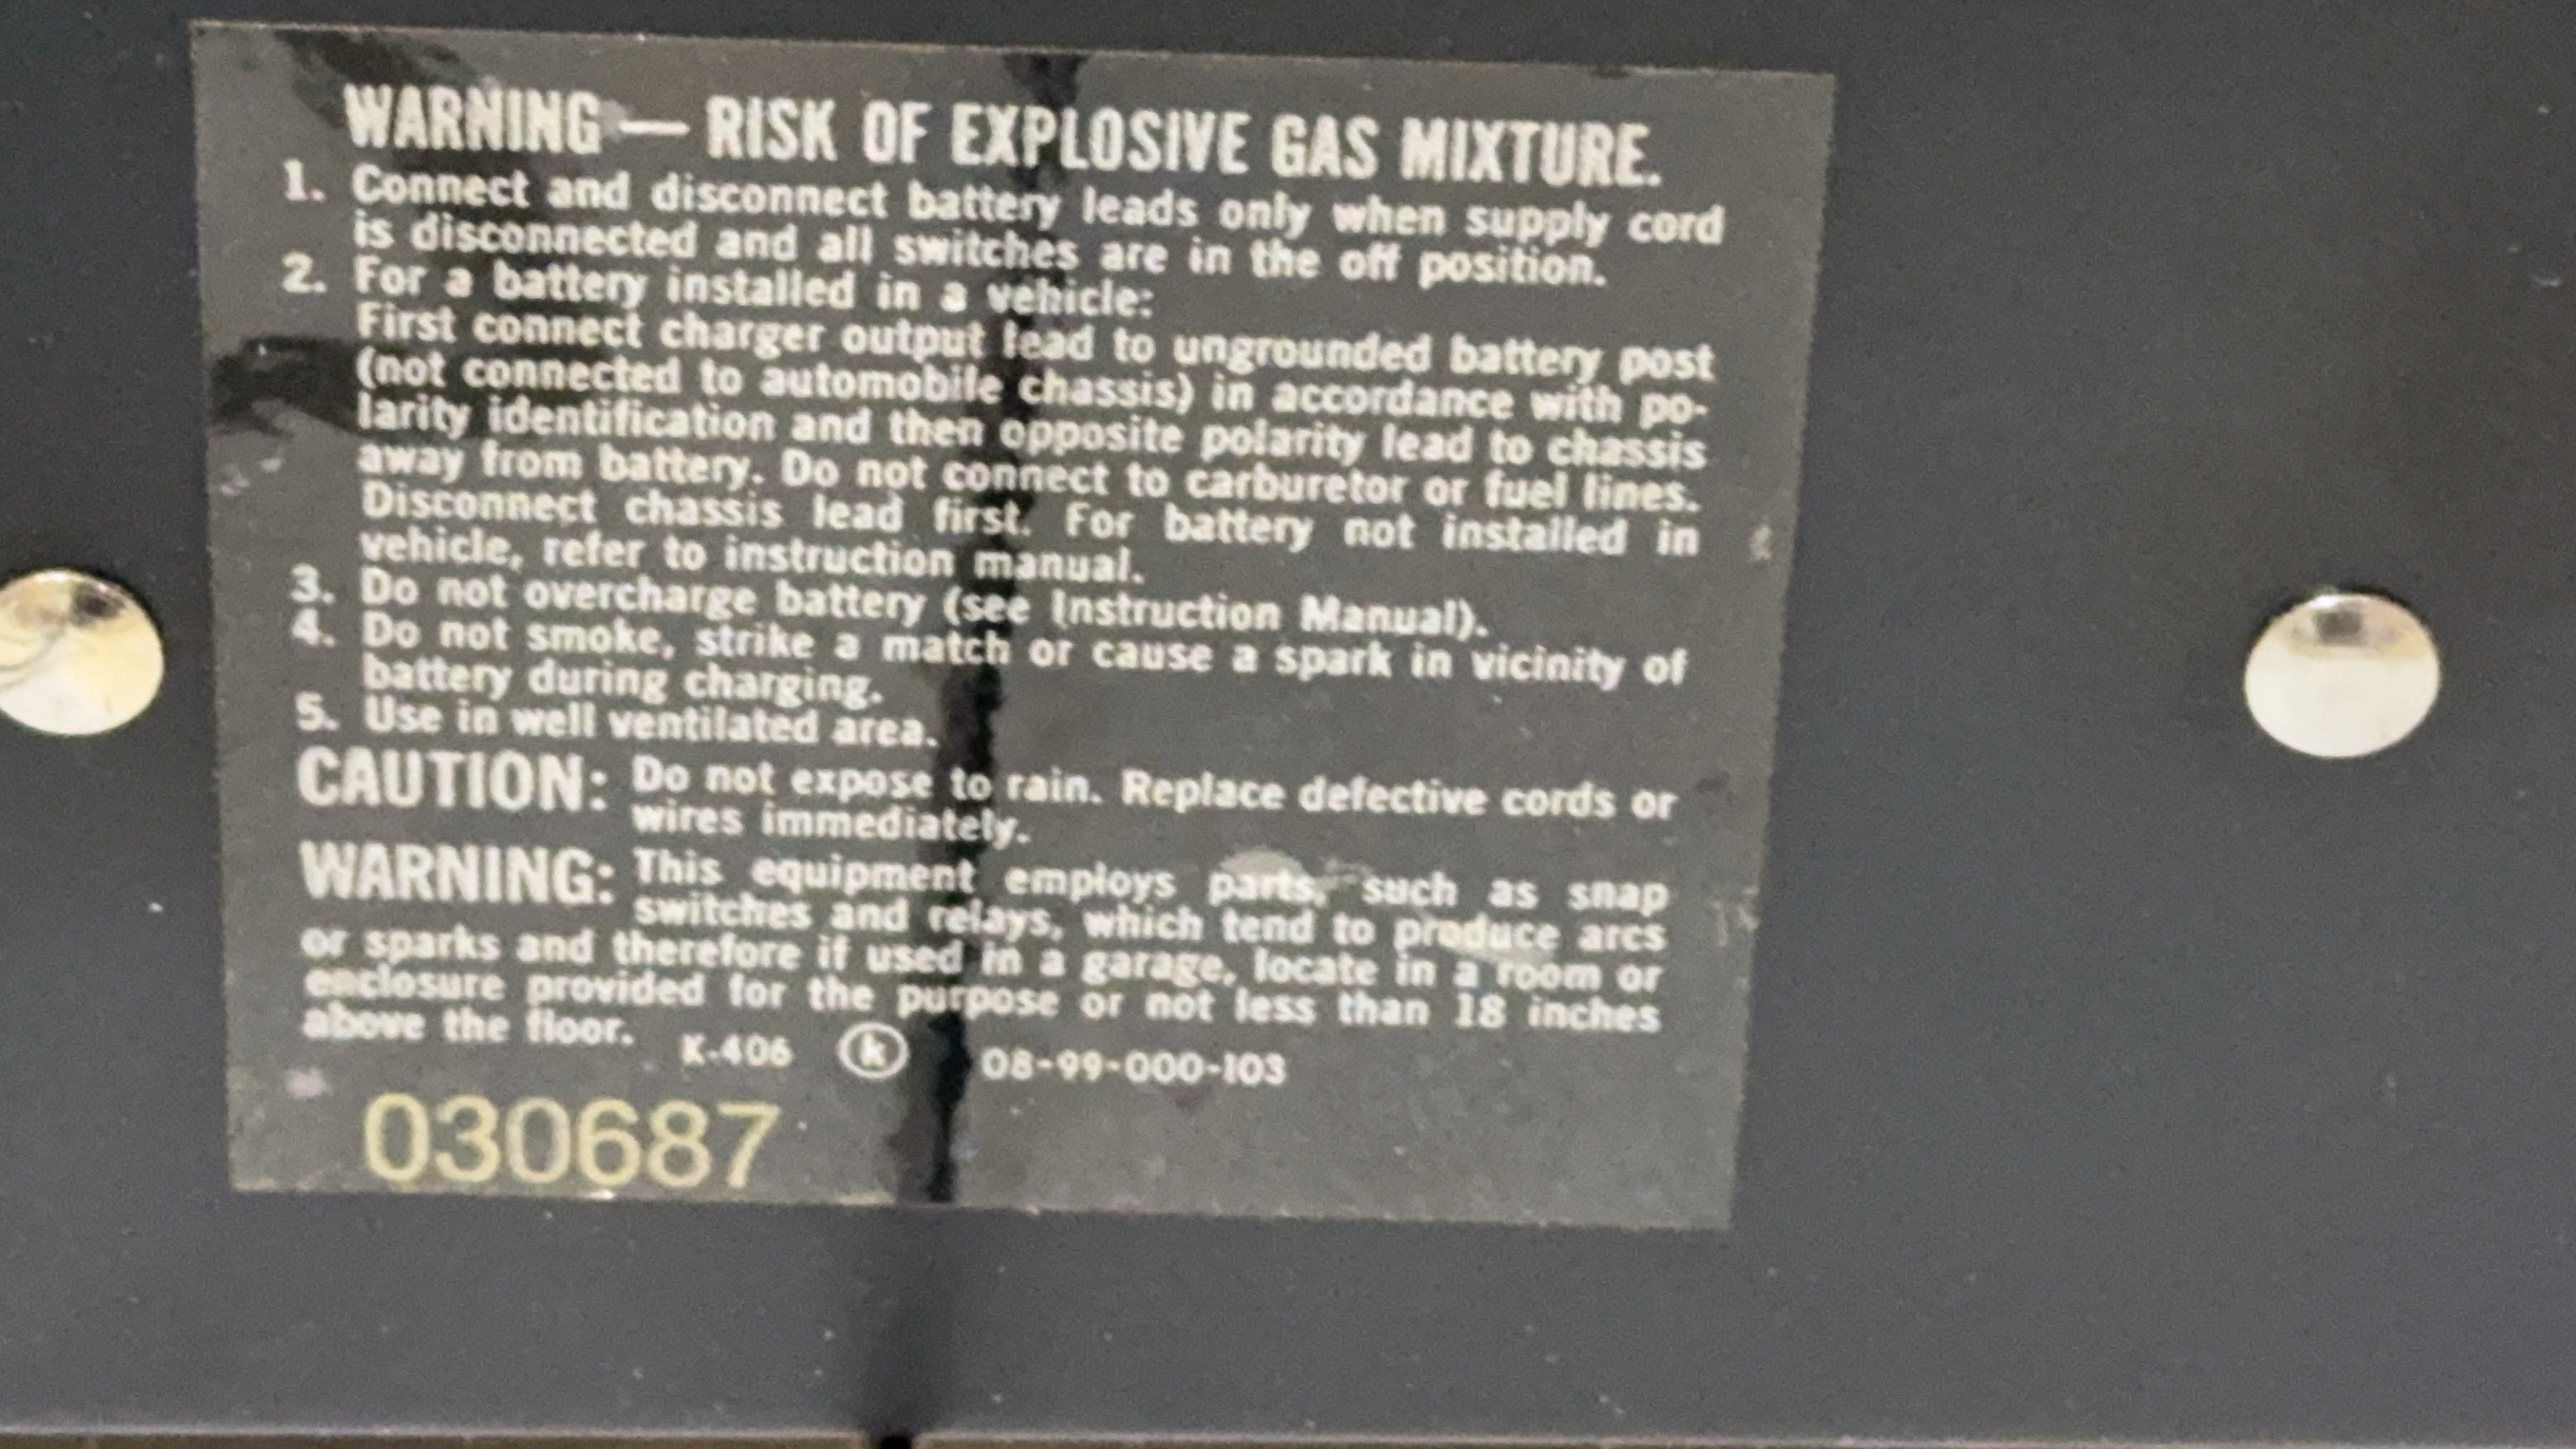 WARNING — RISK OF EXPLOSIVE GAS MIXTURE.
1. Connect and disconnect battery leads only when supply cord
is disconnected and all switches are in the off position.
2. For a battery installed in a vehicle:
First connect charger output lead to ungrounded battery post
(not connected to automobile chassis) in accordance with po-
larity identification and then opposite polarity lead to chassis
away from battery. Do not connect to carburetor or fuel lines.
Disconnect chassis lead first. For battery not installed in
vehicle, refer to instruction manual.
3. Do not overcharge battery (see Instruction Manual).
4. Do not smoke, strike a match or cause a spark in vicinity of
battery during charging.
5. Use in well ventilated area.
CAUTION: Do not expose to rain. Replace defective cords or
wires immediately.
WARNING: This equipment employs parts, such as snap
switches and relays, which tend to produce arcs
or sparks and therefore if used in a garage, locate in a room or
enclosure provided for the purpose or not less than 18 inches
above the floor.
K-406 k 08-99-000-103
030687